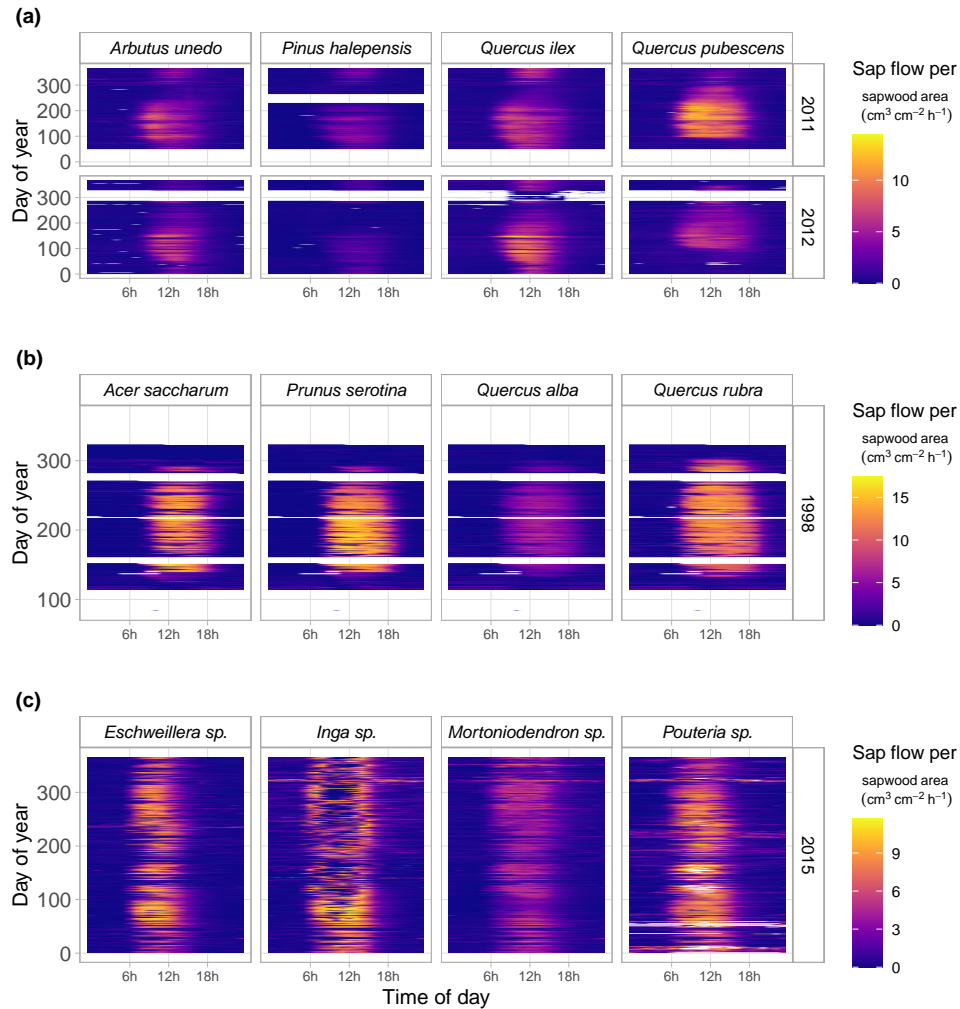 (a)
Arbutus unedo Pinus halepensis Quercus ilex Quercus pubescens
Sap flow per
sapwood area
(cm³ cm⁻² h⁻¹)
Day of year
300
200
100
0
2011
300
200
100
0
2012
10
5
0
6h 12h 18h 6h 12h 18h 6h 12h 18h 6h 12h 18h
(b)
Acer saccharum Prunus serotina Quercus alba Quercus rubra
Sap flow per
sapwood area
(cm³ cm⁻² h⁻¹)
Day of year
300
200
100
1998
15
10
5
0
6h 12h 18h 6h 12h 18h 6h 12h 18h 6h 12h 18h
(c)
Eschweillera sp. Inga sp. Mortoniodendron sp. Pouteria sp.
Sap flow per
sapwood area
(cm³ cm⁻² h⁻¹)
Day of year
300
200
100
0
2015
9
6
3
0
6h 12h 18h 6h 12h 18h 6h 12h 18h 6h 12h 18h
Time of day